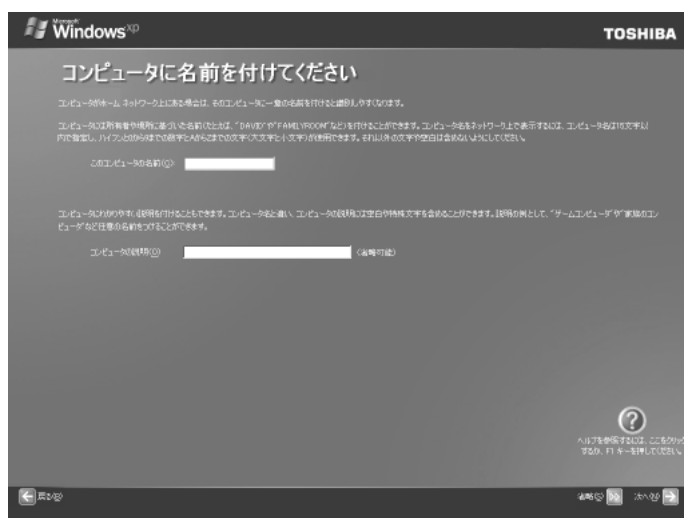 Microsoft
Windows xp
TOSHIBA
コンピュータに名前を付けてください
コンピュータがホーム ネットワーク上にある場合は、そのコンピュータに一意の名前を付けると識別しやすくなります。
コンピュータには所有者や場所に基づいた名前(たとえば、"DAVID" や "FAMILYROOM" など)を付けることができます。コンピュータ名をネットワーク上で表示するには、コンピュータ名は15文字以
内で指定し、ハイフンと0から9までの数字とAからZまでの文字(大文字と小文字)が使用できます。それ以外の文字や空白は含めないようにしてください。
このコンピュータの名前(C):
コンピュータにわかりやすい説明を付けることもできます。コンピュータ名と違い、コンピュータの説明には空白や特殊文字を含めることができます。説明の例として、"ゲームコンピュータ" や "家族のコン
ピュータ" など任意の名前をつけることができます。
コンピュータの説明(O):
(省略可能)
ヘルプを参照するには、ここをクリック
するか、F1 キーを押してください。
戻る(B)
省略(S)
次へ(N)